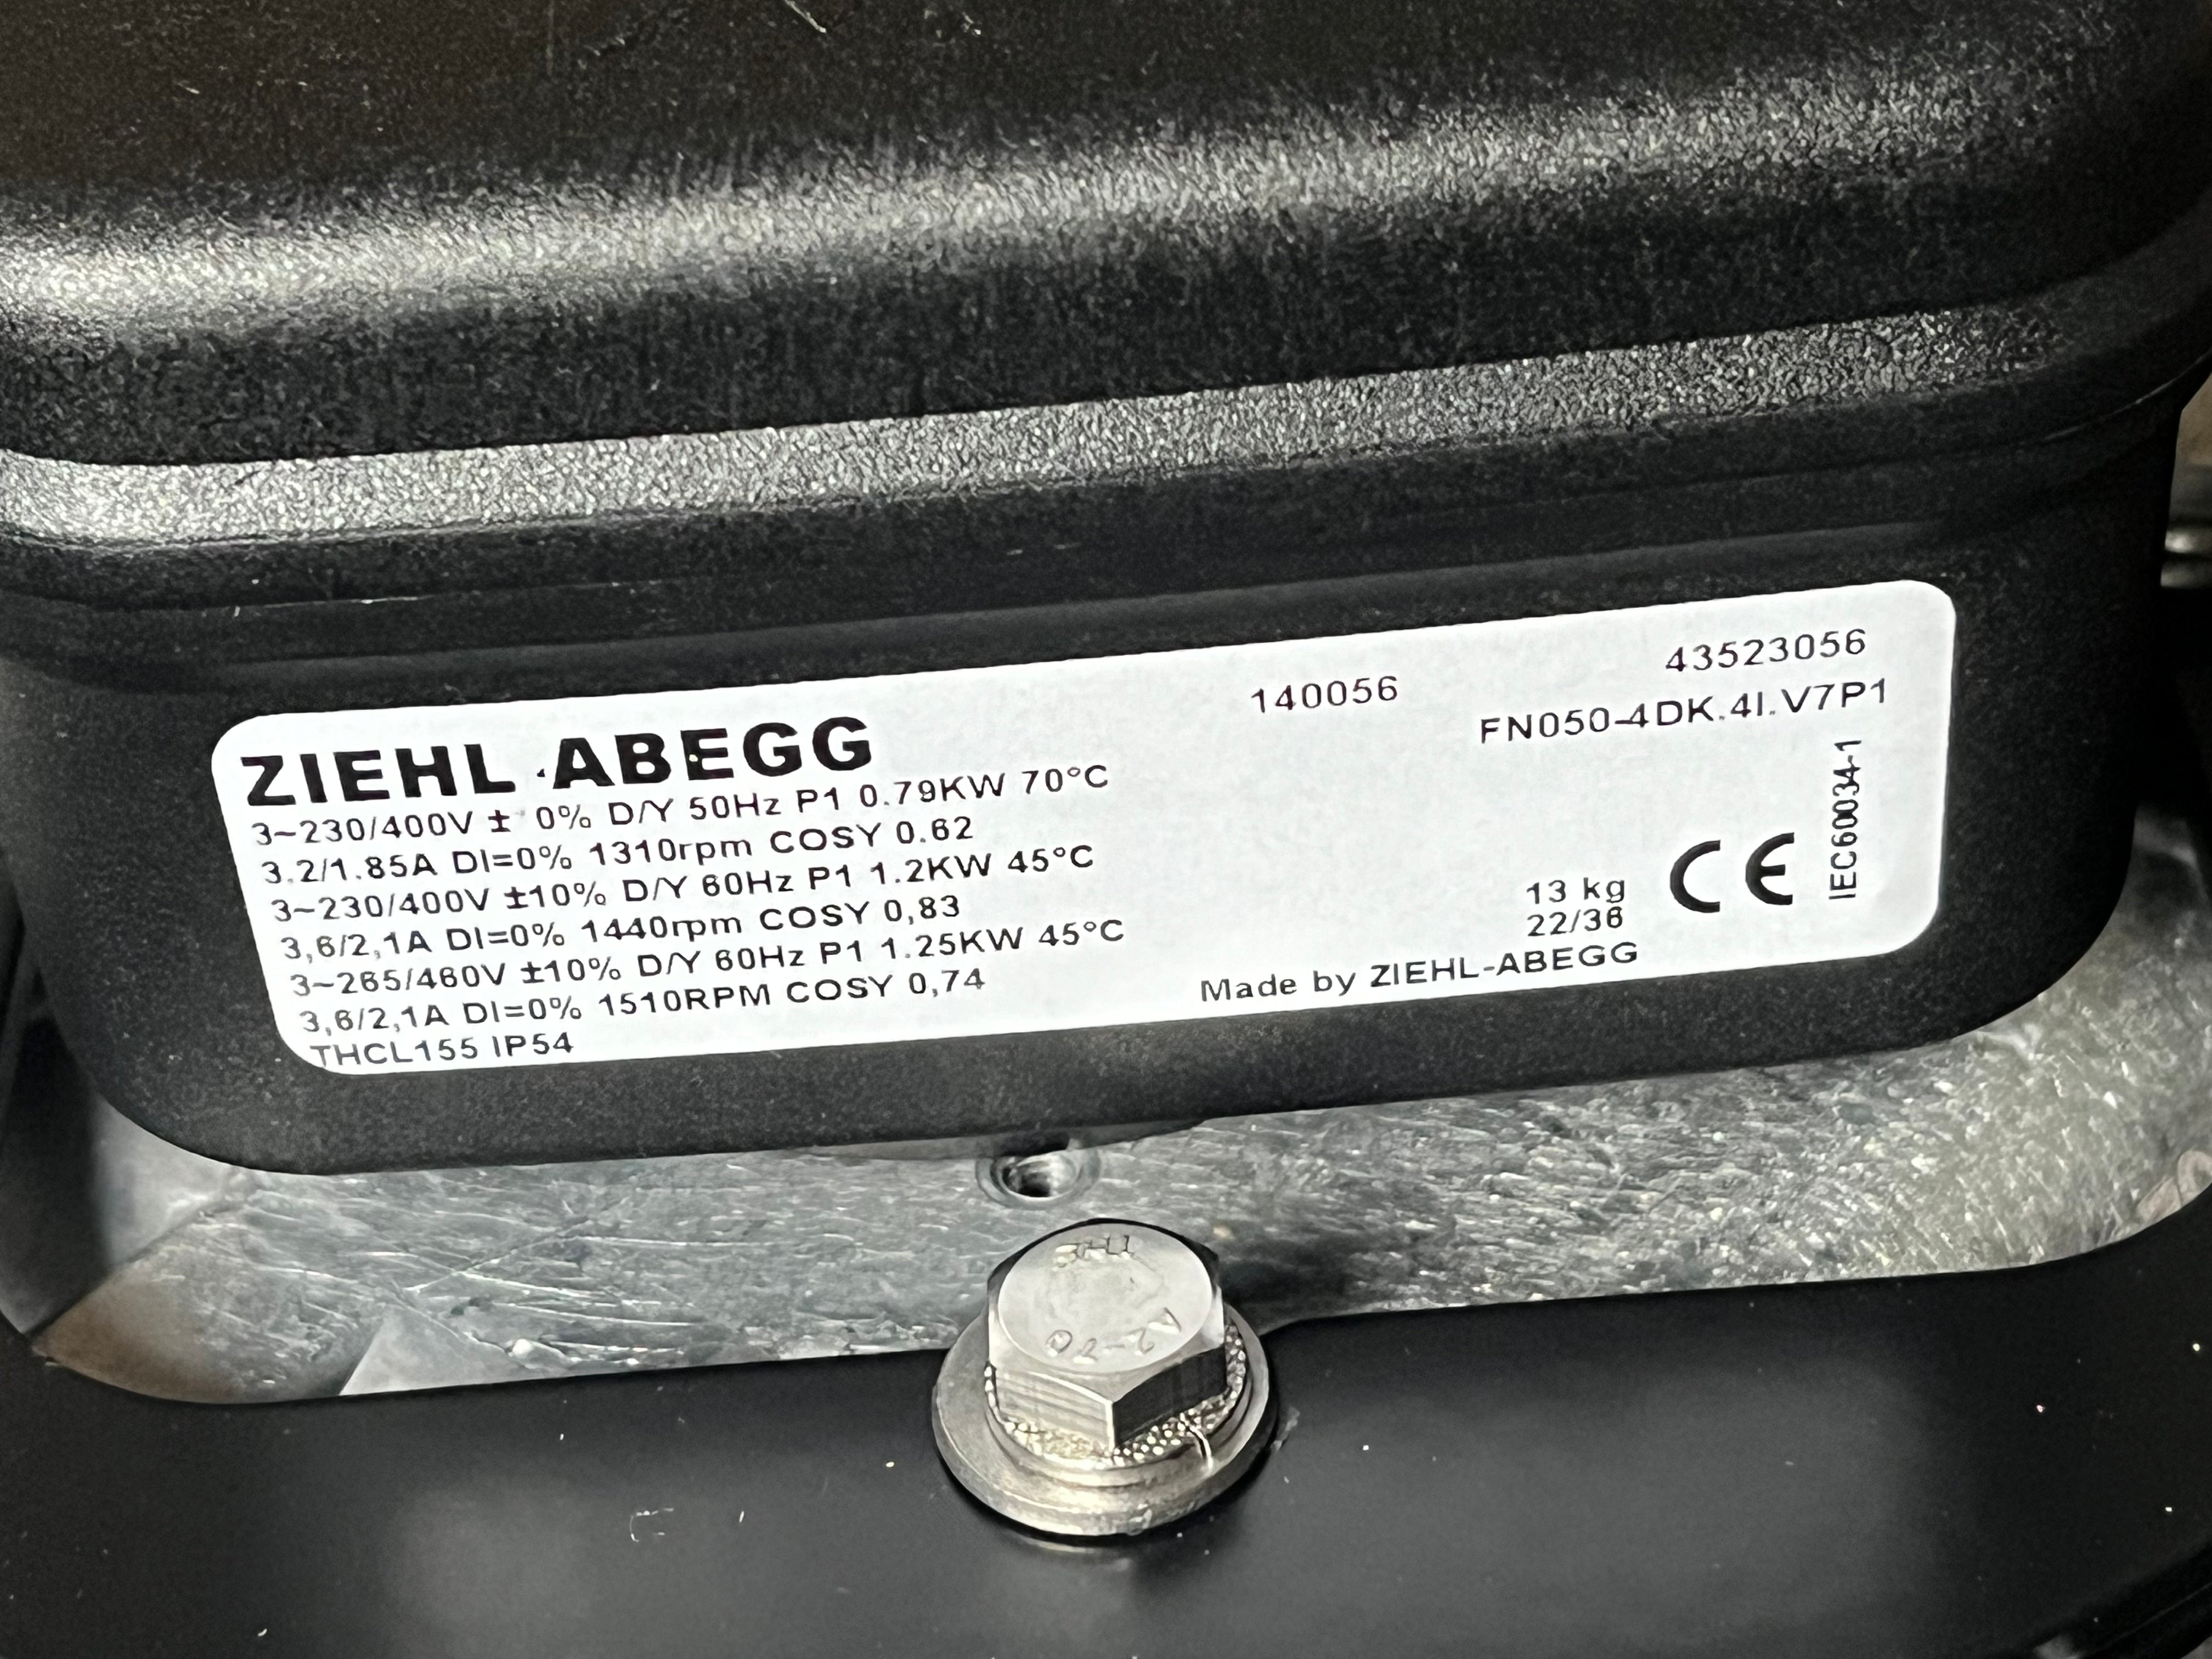 ZIEHL-ABEGG
3~230/400V ± 0% D/Y 50Hz P1 0.79KW 70°C
3.2/1.85A DI=0% 1310rpm COSY 0.62
3~230/400V ±10% D/Y 60Hz P1 1.2KW 45°C
3,6/2,1A DI=0% 1440rpm COSY 0,83
3~265/460V ±10% D/Y 60Hz P1 1.25KW 45°C
3,6/2,1A DI=0% 1510RPM COSY 0,74
THCL155 IP54
140056
43523056
FN050-4DK.4I.V7P1
IEC60034-1
13 kg
CE
22/36
Made by ZIEHL-ABEGG
A2-70